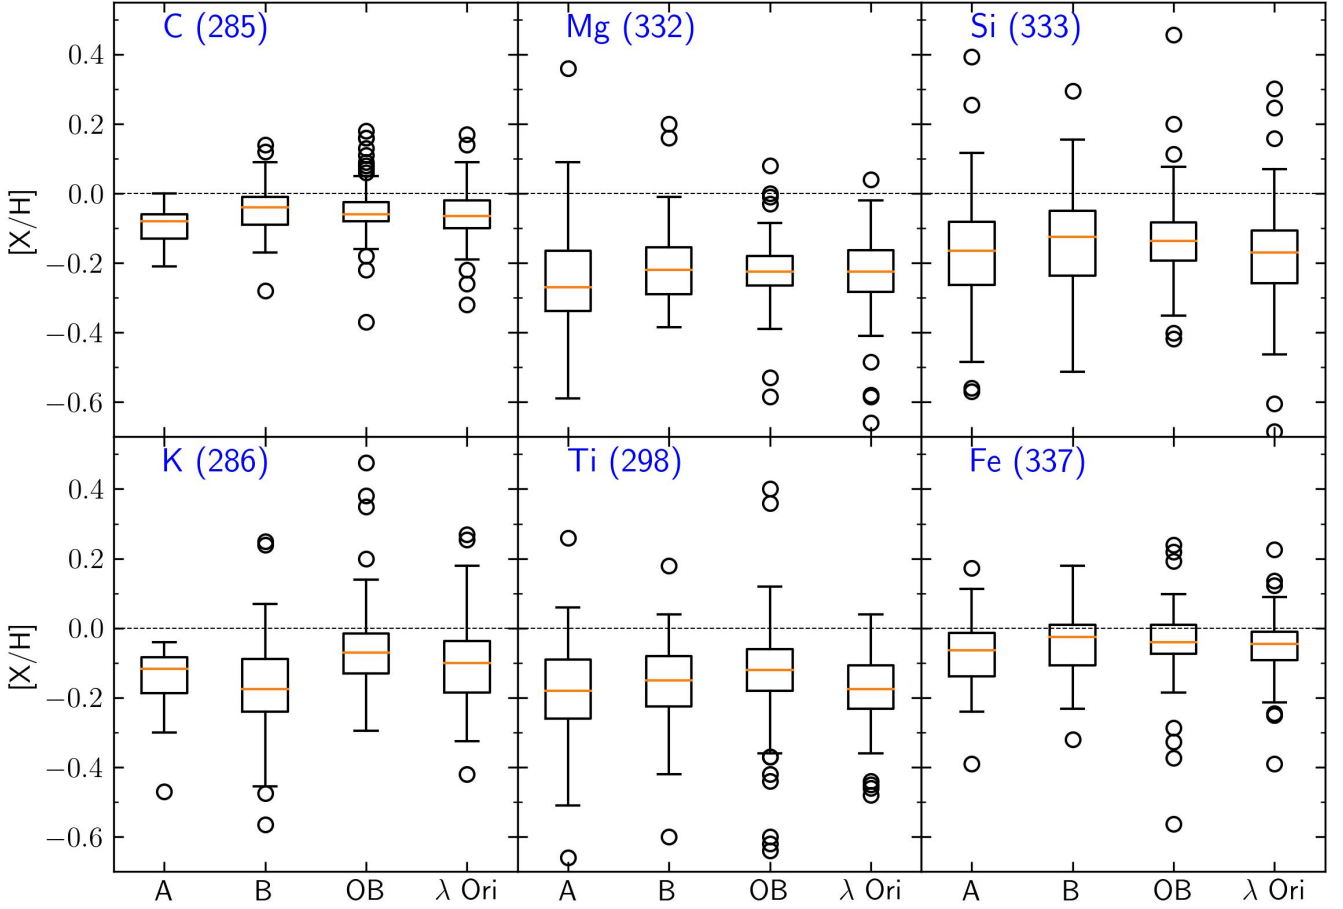 C (285)
Mg (332)
Si (333)
0.4
0.2
0.0
−0.2
−0.4
−0.6
[X/H]
K (286)
Ti (298)
Fe (337)
0.4
0.2
0.0
−0.2
−0.4
−0.6
[X/H]
A B OB λ Ori A B OB λ Ori A B OB λ Ori